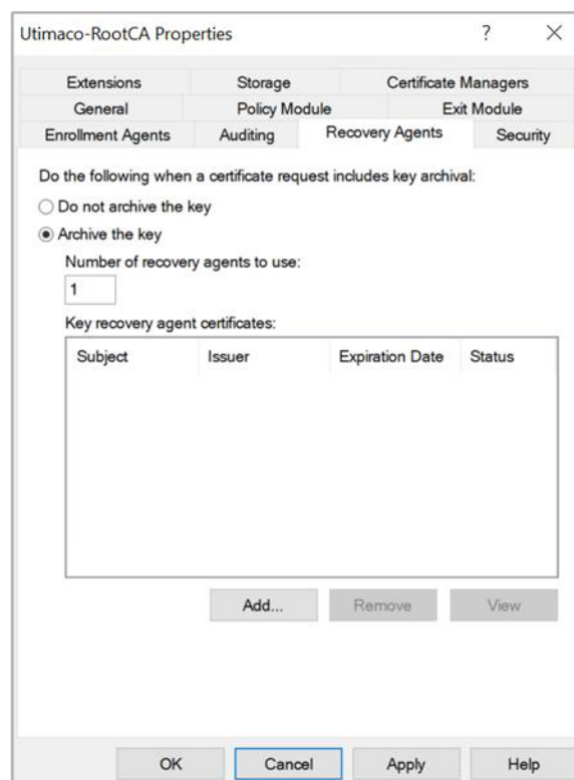 Utimaco-RootCA Properties ?
Extensions Storage Certificate Managers
General Policy Module Exit Module
Enrollment Agents Auditing Recovery Agents Security
Do the following when a certificate request includes key archival:
Do not archive the key
Archive the key
Number of recovery agents to use:
1
Key recovery agent certificates:
Subject Issuer Expiration Date Status
Add... Remove View
OK Cancel Apply Help